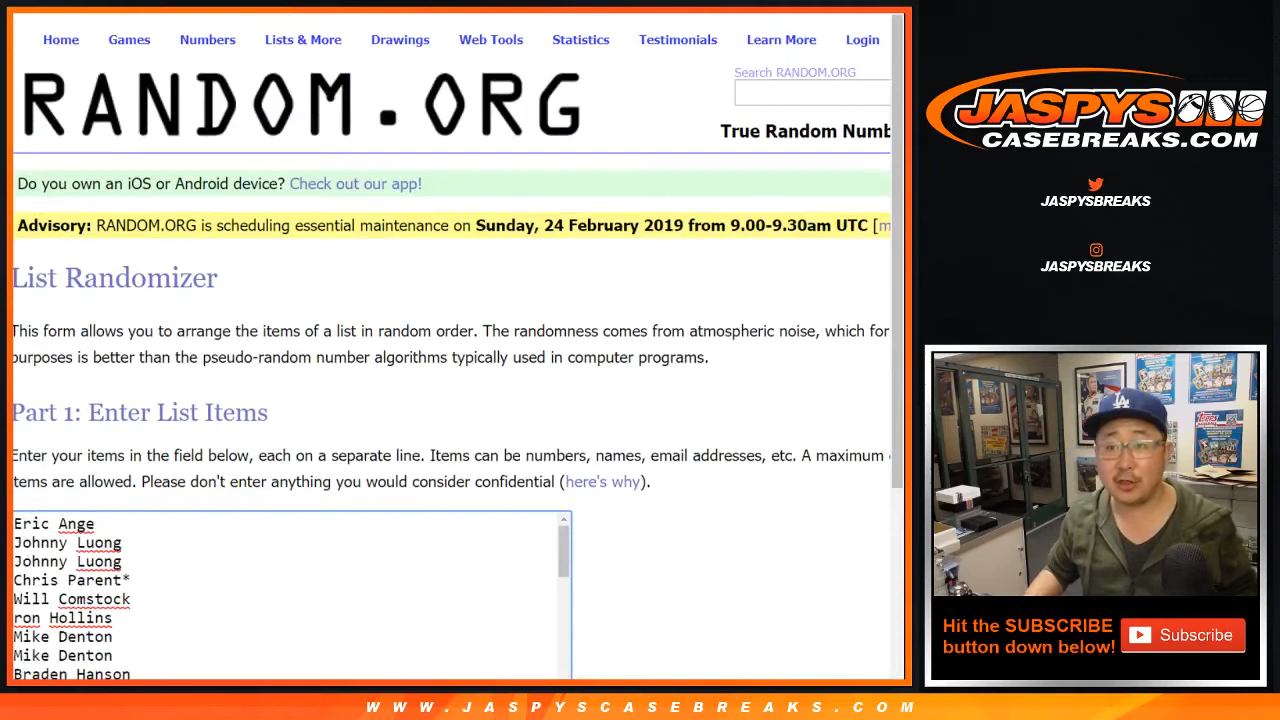 Home Games Numbers Lists & More Drawings Web Tools Statistics Testimonials Learn More Login
RANDOM.ORG
Search RANDOM.ORG
True Random Numb
Do you own an iOS or Android device? Check out our app!
Advisory: RANDOM.ORG is scheduling essential maintenance on Sunday, 24 February 2019 from 9.00-9.30am UTC [m
List Randomizer
This form allows you to arrange the items of a list in random order. The randomness comes from atmospheric noise, which for
purposes is better than the pseudo-random number algorithms typically used in computer programs.
Part 1: Enter List Items
Enter your items in the field below, each on a separate line. Items can be numbers, names, email addresses, etc. A maximum
items are allowed. Please don't enter anything you would consider confidential (here's why).
Eric Ange
Johnny Luong
Johnny Luong
Chris Parent*
Will Comstock
ron Hollins
Mike Denton
Mike Denton
Braden Hanson
JASPYS
CASEBREAKS.COM
JASPYSBREAKS
JASPYSBREAKS
LA
Hit the SUBSCRIBE
button down below!
Subscribe
WWW.JASPYSCASEBREAKS.COM